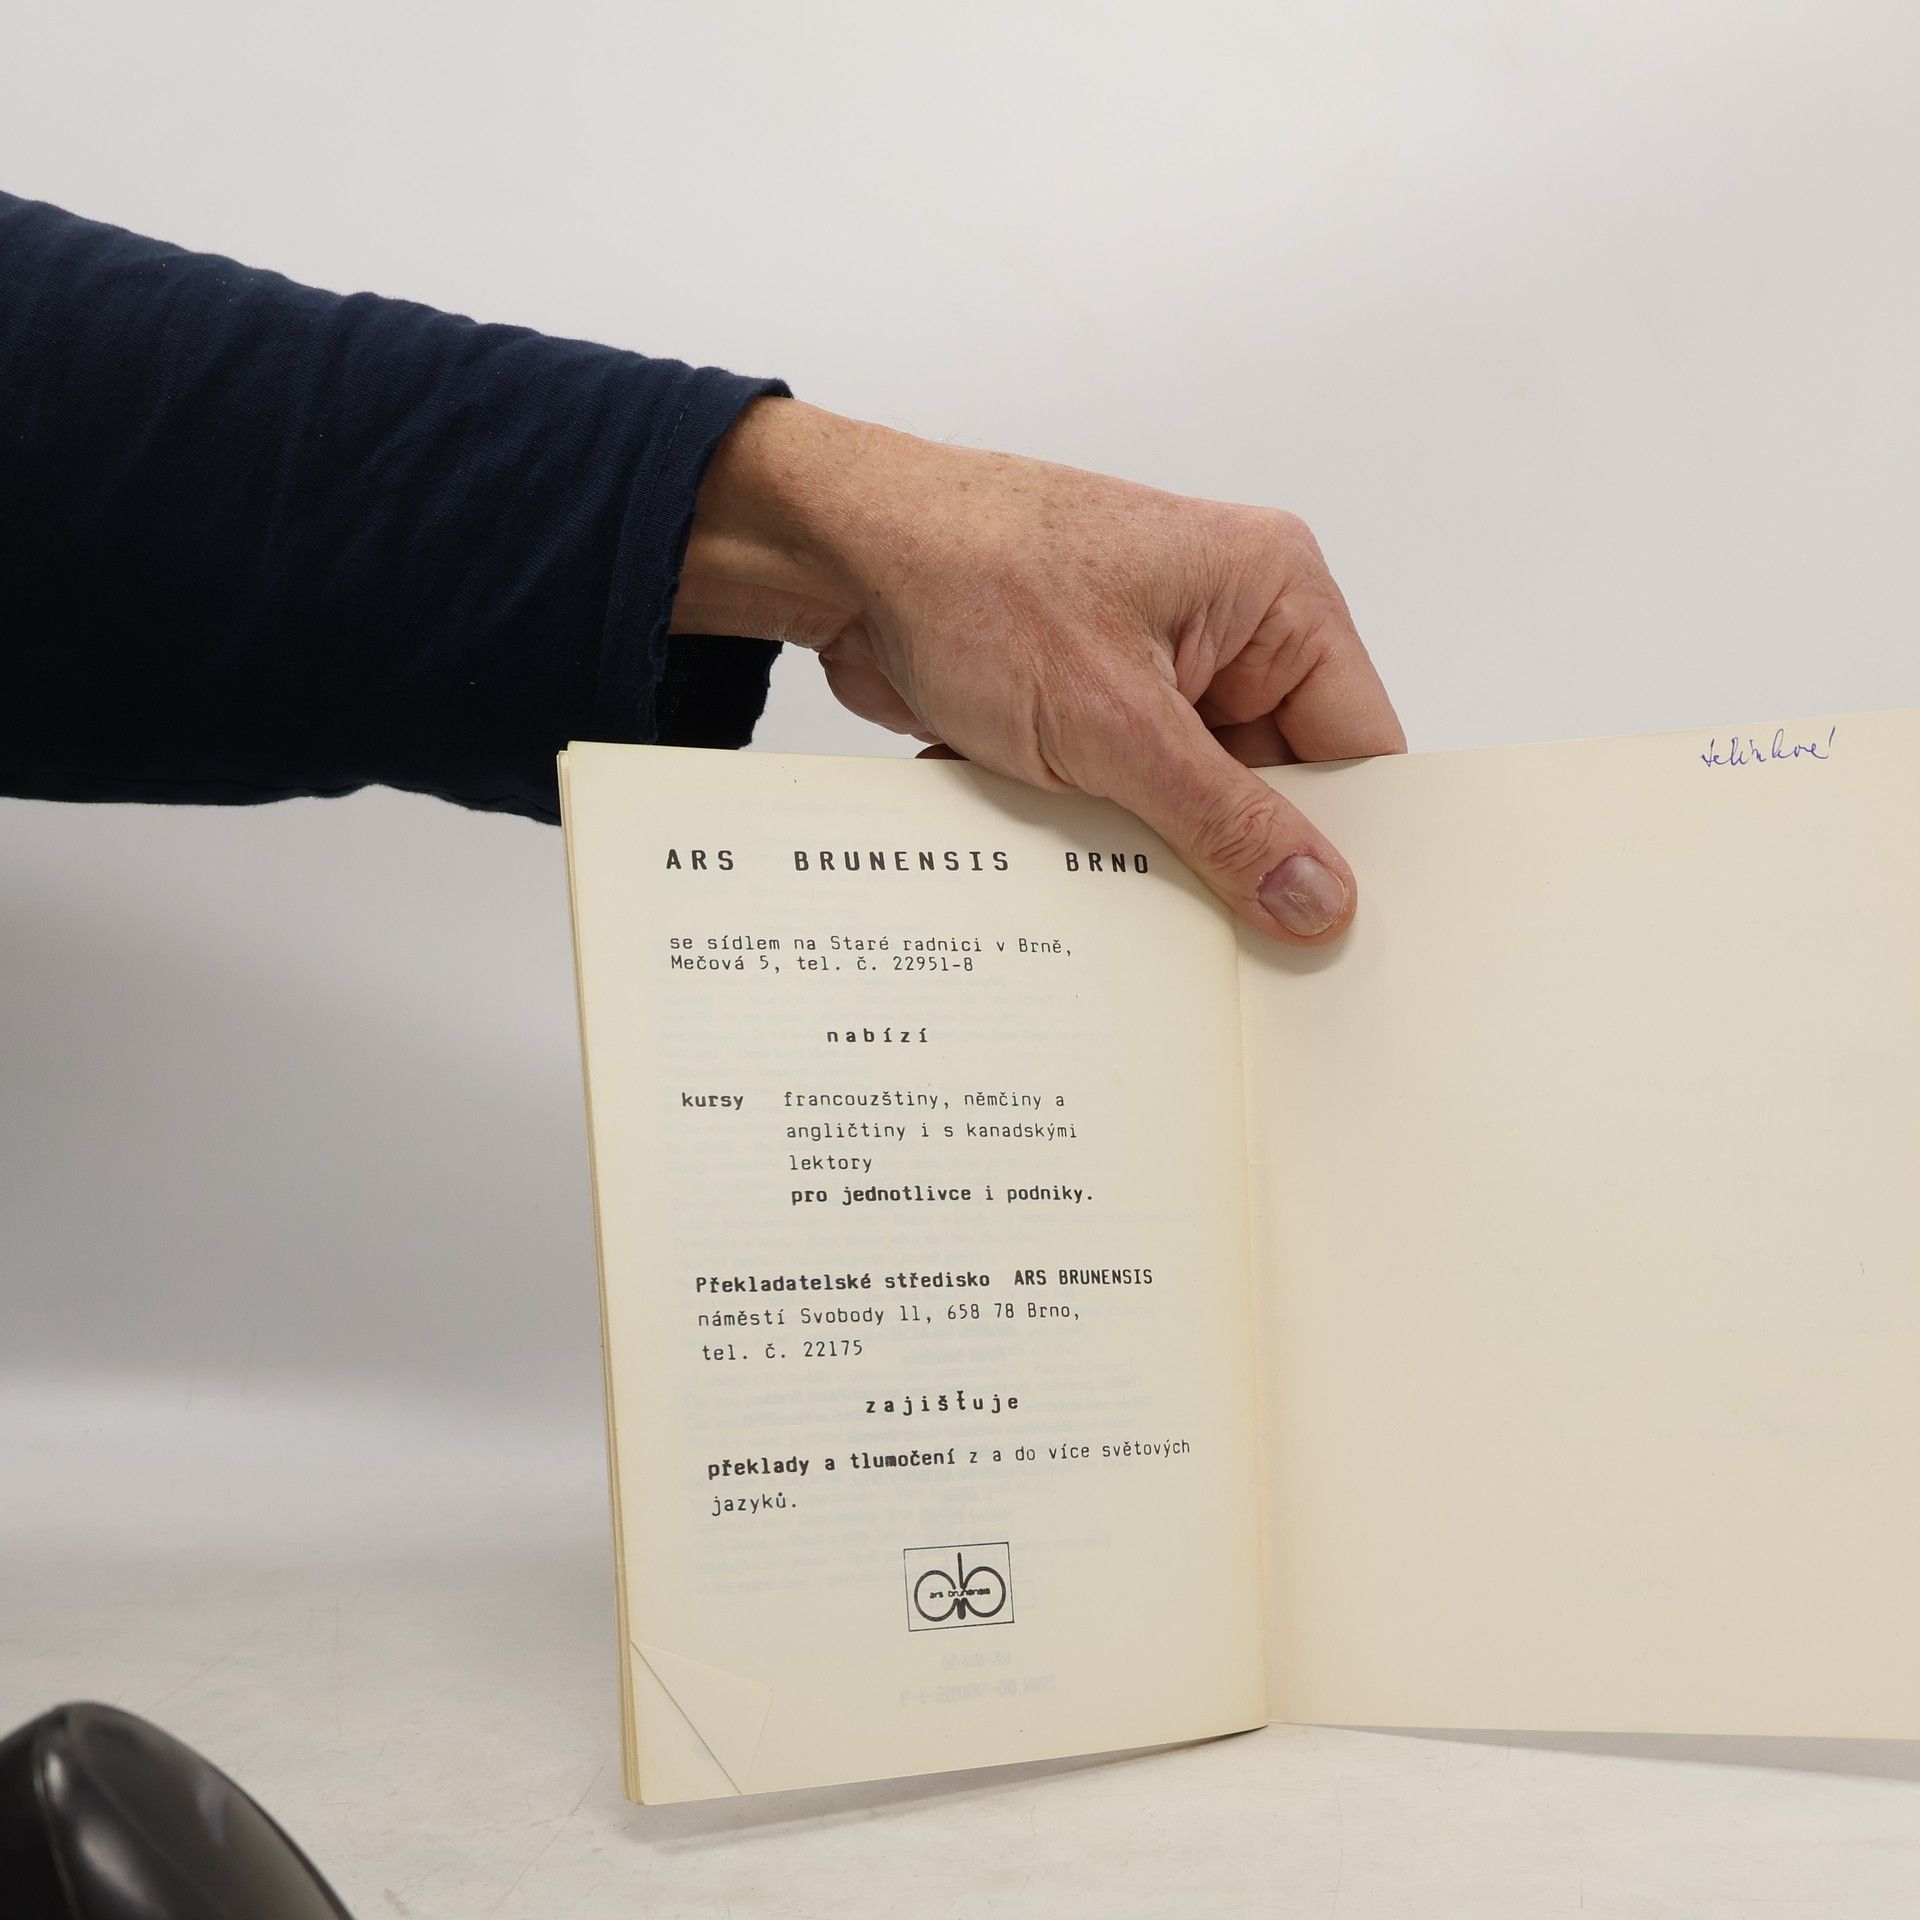 ARS BRUNENSIS BRNO
se sídlem na Staré radnici v Brně,
Mečová 5, tel. č. 22951-8
nabízí
kursy francouzštiny, němčiny a
angličtiny i s kanadskými
lektory
pro jednotlivce i podniky.
Překladatelské středisko ARS BRUNENSIS
náměstí Svobody 11, 658 78 Brno,
tel. č. 22175
zajišťuje
překlady a tlumočení z a do více světových
jazyků.
ars brunensis